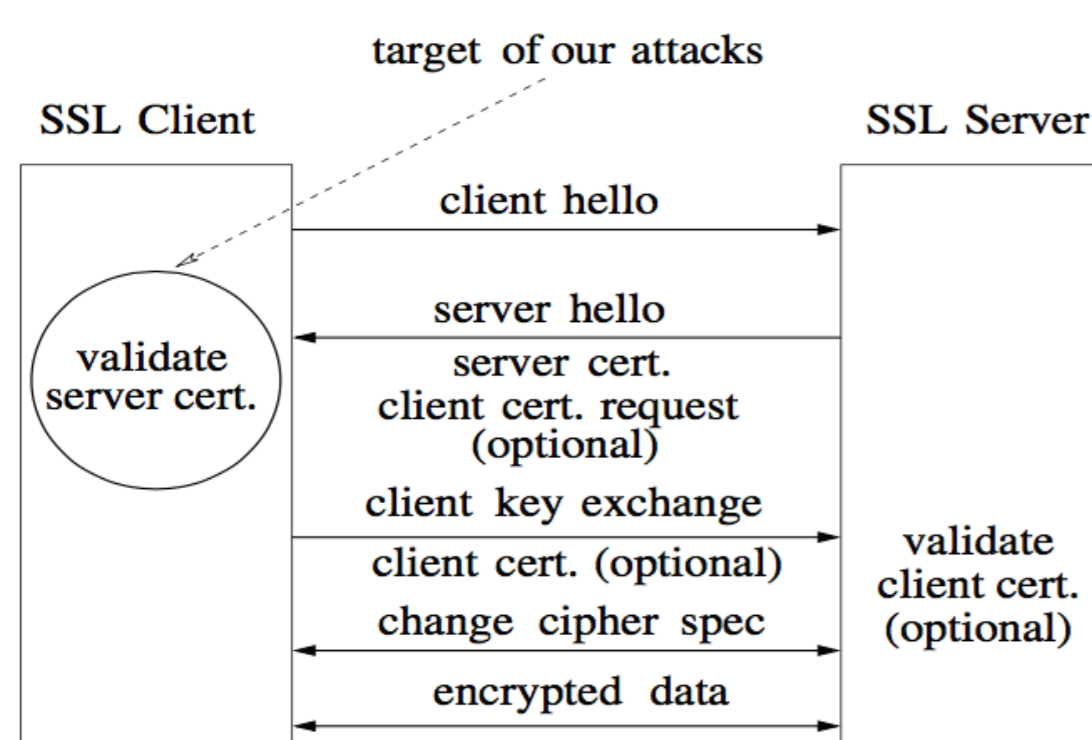 target of our attacks
SSL Client
SSL Server
client hello
server hello
validate
server cert.
server cert.
client cert. request
(optional)
client key exchange
client cert. (optional)
validate
client cert.
(optional)
change cipher spec
encrypted data